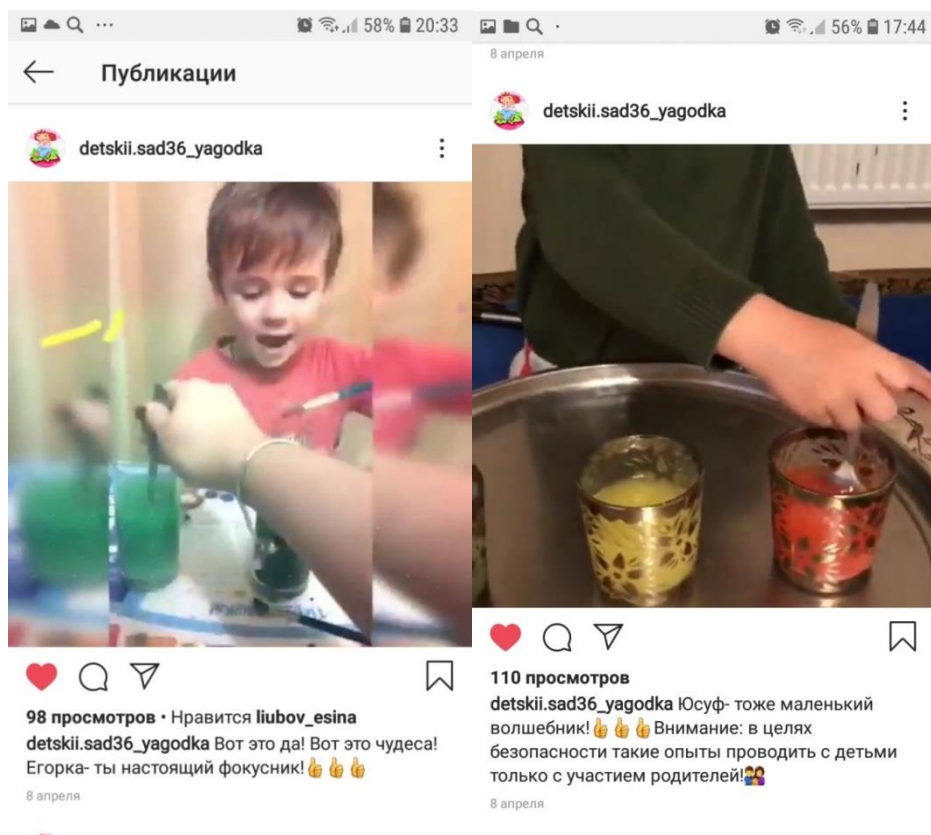 58% 20:33
Публикации
detskii.sad36_yagodka
98 просмотров • Нравится liubov_esina
detskii.sad36_yagodka Вот это да! Вот это чудеса!
Егорка- ты настоящий фокусник!👍👍👍
8 апреля
56% 17:44
8 апреля
detskii.sad36_yagodka
110 просмотров
detskii.sad36_yagodka Юсуф- тоже маленький
волшебник!👍👍👍Внимание: в целях
безопасности такие опыты проводить с детьми
только с участием родителей!👫
8 апреля